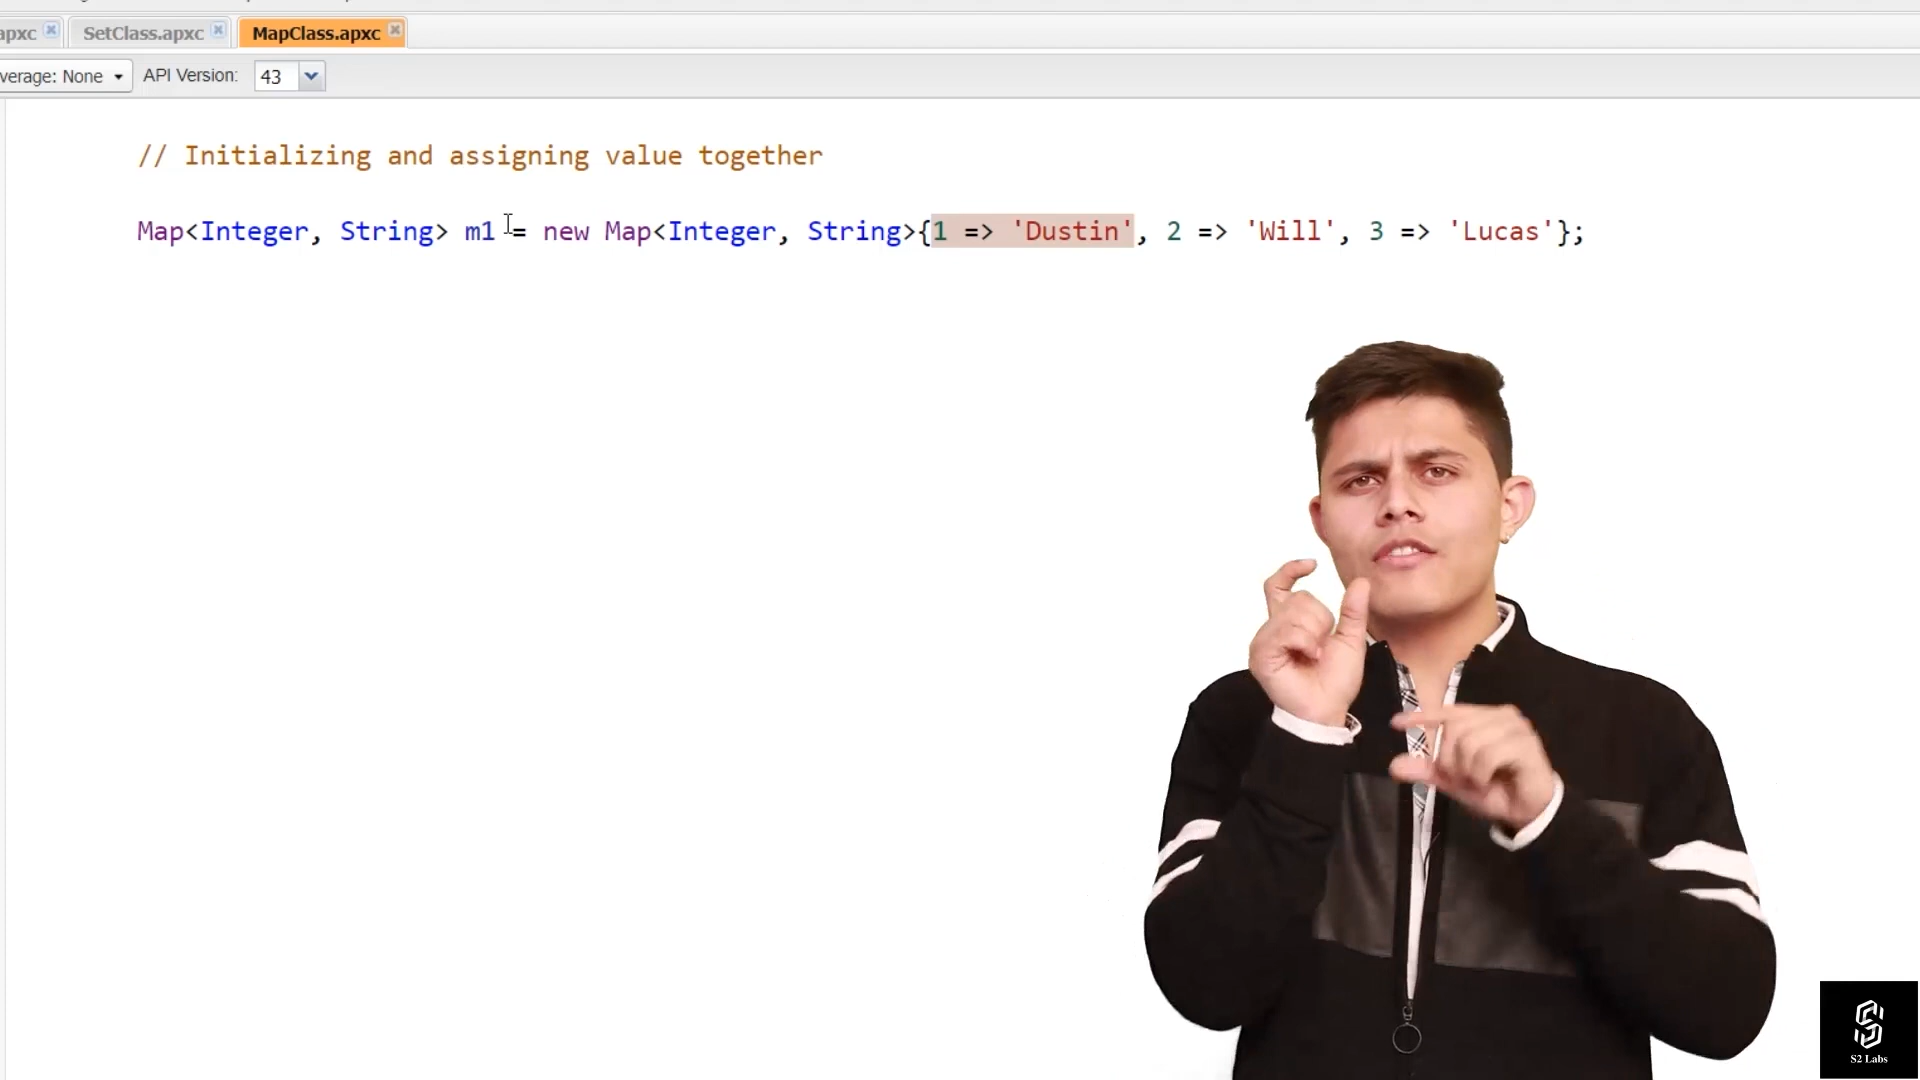 apxc
SetClass.apxc
MapClass.apxc
verage: None
API Version:
43
// Initializing and assigning value together
Map<Integer, String> m1 = new Map<Integer, String>{1 => 'Dustin', 2 => 'Will', 3 => 'Lucas'};
S2 Labs